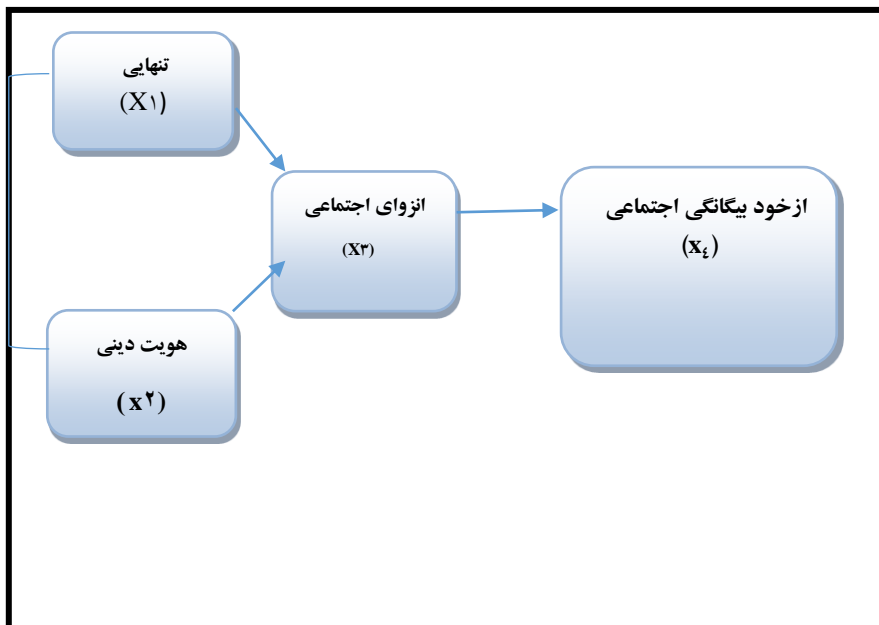 تنهایی
(X۱)
انزوای اجتماعی
(X۳)
ازخود بیگانگی اجتماعی
(x٤)
هویت دینی
(x۲)